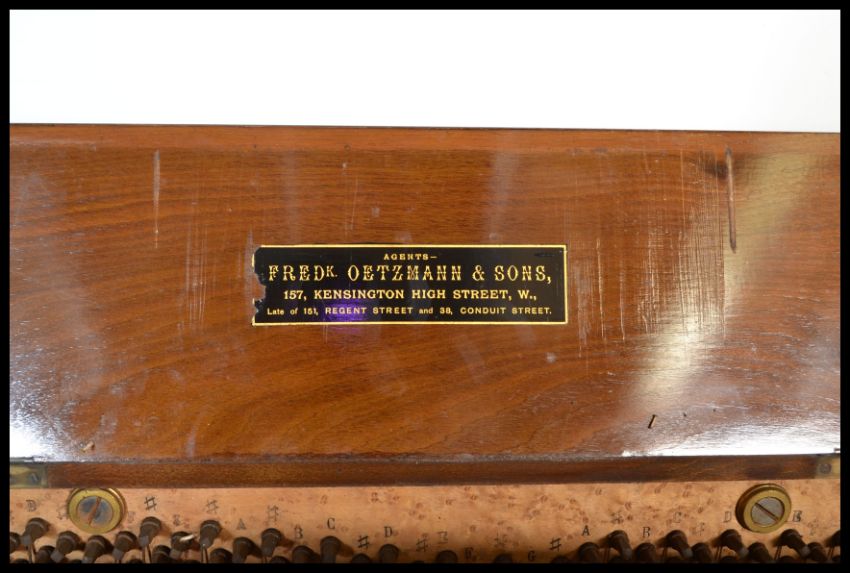 AGENTS—
FREDK. OETZMANN & SONS,
157, KENSINGTON HIGH STREET, W.,
Late of 151, REGENT STREET and 38, CONDUIT STREET.
D # # # A # B C D # E # G # A # B C # D E